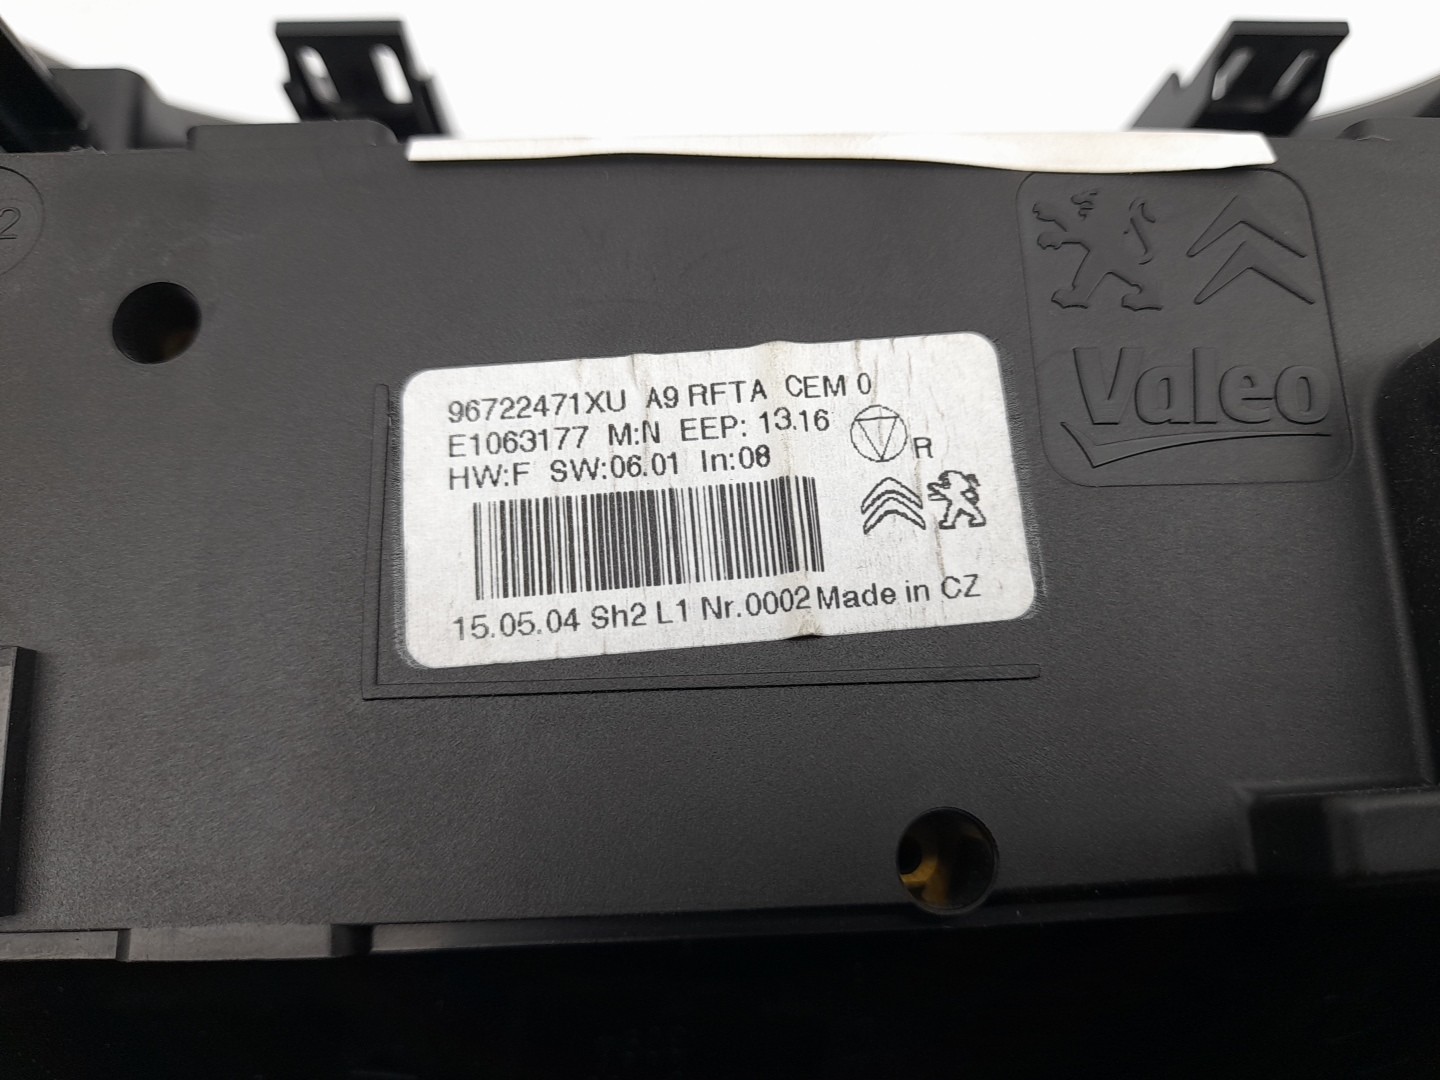 2
Valeo
96722471XU A9 RFTA CEM 0
E1063177 M:N EEP: 13.16
HW:F SW:06.01 In:08
R
15.05.04 Sh2 L1 Nr.0002 Made in CZ